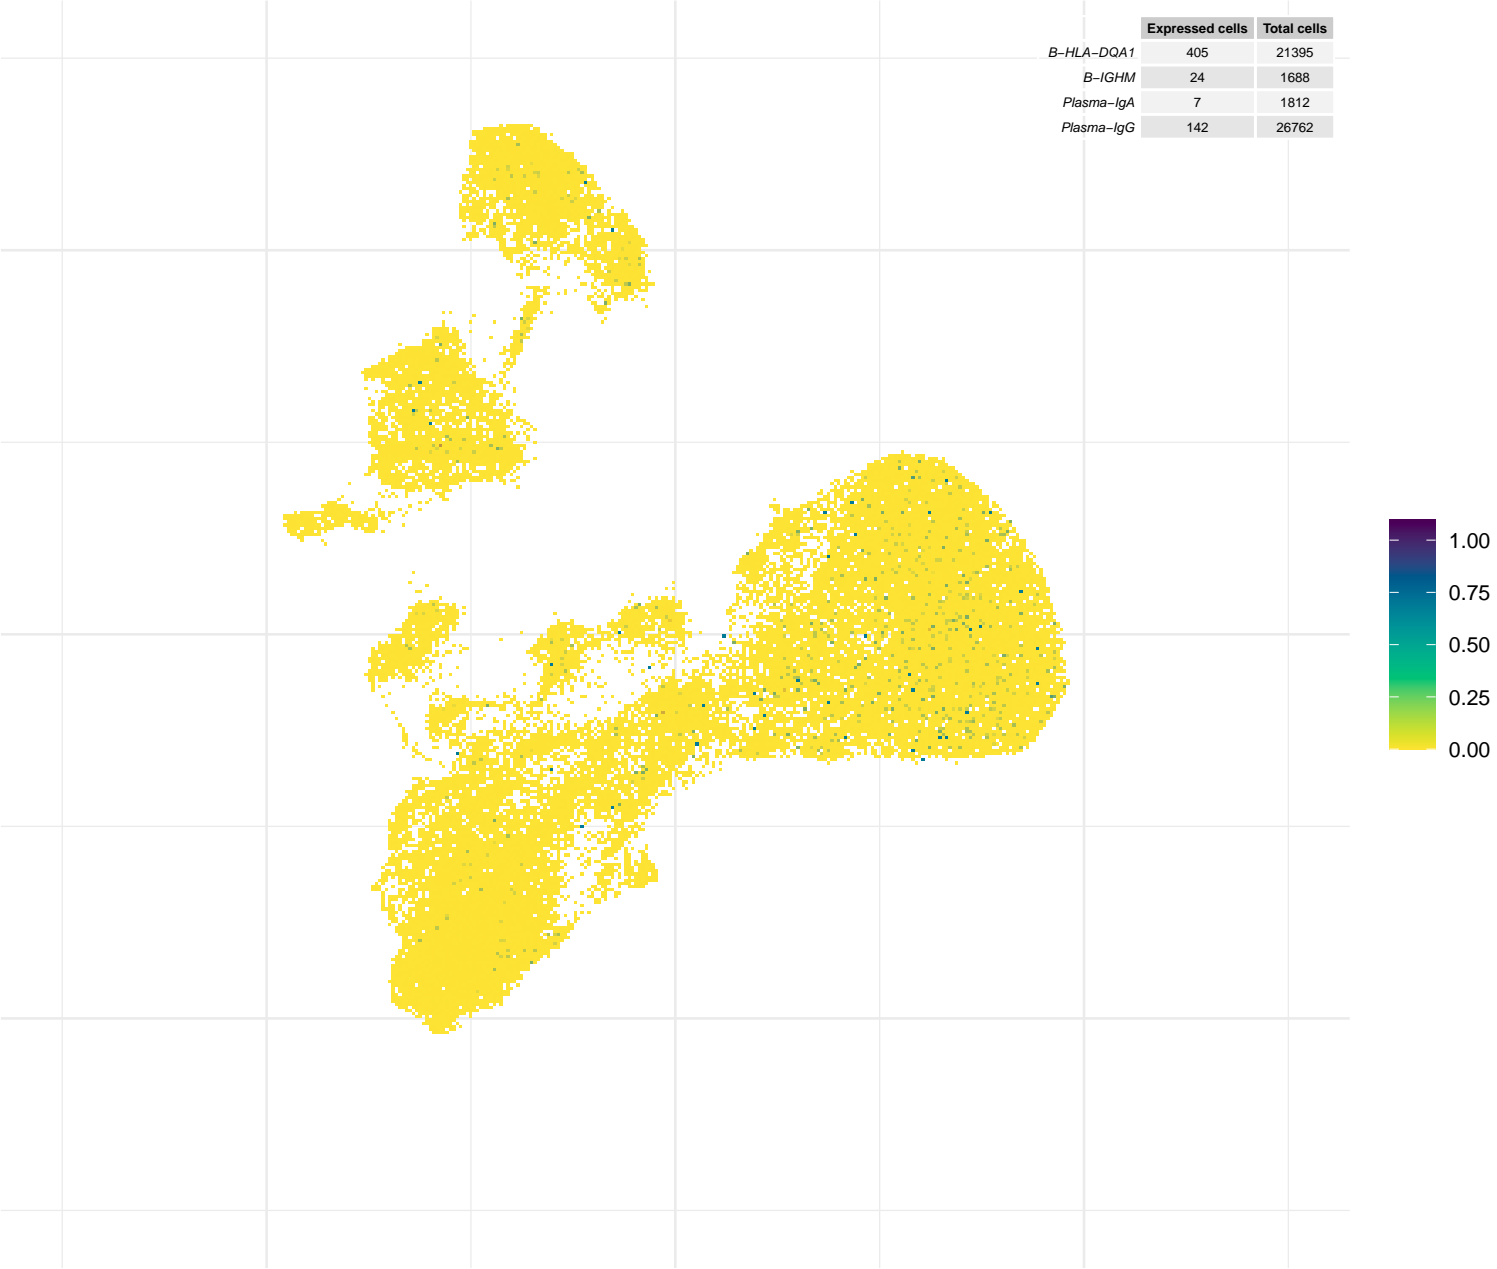 Expressed cells Total cells
B−HLA−DQA1 405 21395
B−IGHM 24 1688
Plasma−IgA 7 1812
Plasma−IgG 142 26762
1.00
0.75
0.50
0.25
0.00